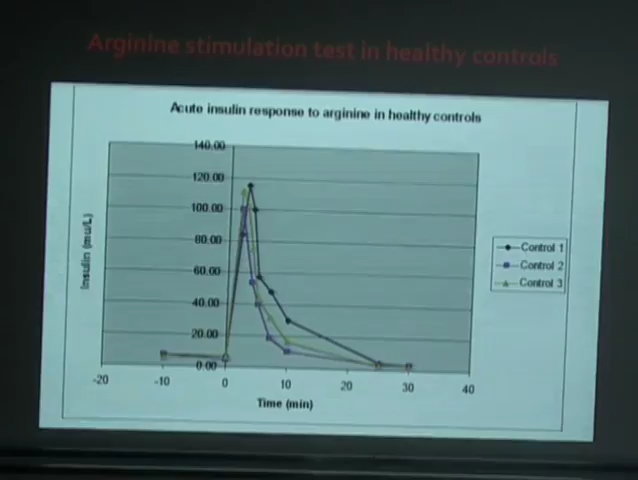 Arginine stimulation test in healthy controls
Acute insulin response to arginine in healthy controls
140.00
120.00
100.00
80.00
60.00
40.00
20.00
0.00
Insulin (mu/L)
-20 -10 0 10 20 30 40
Time (min)
Control 1
Control 2
Control 3